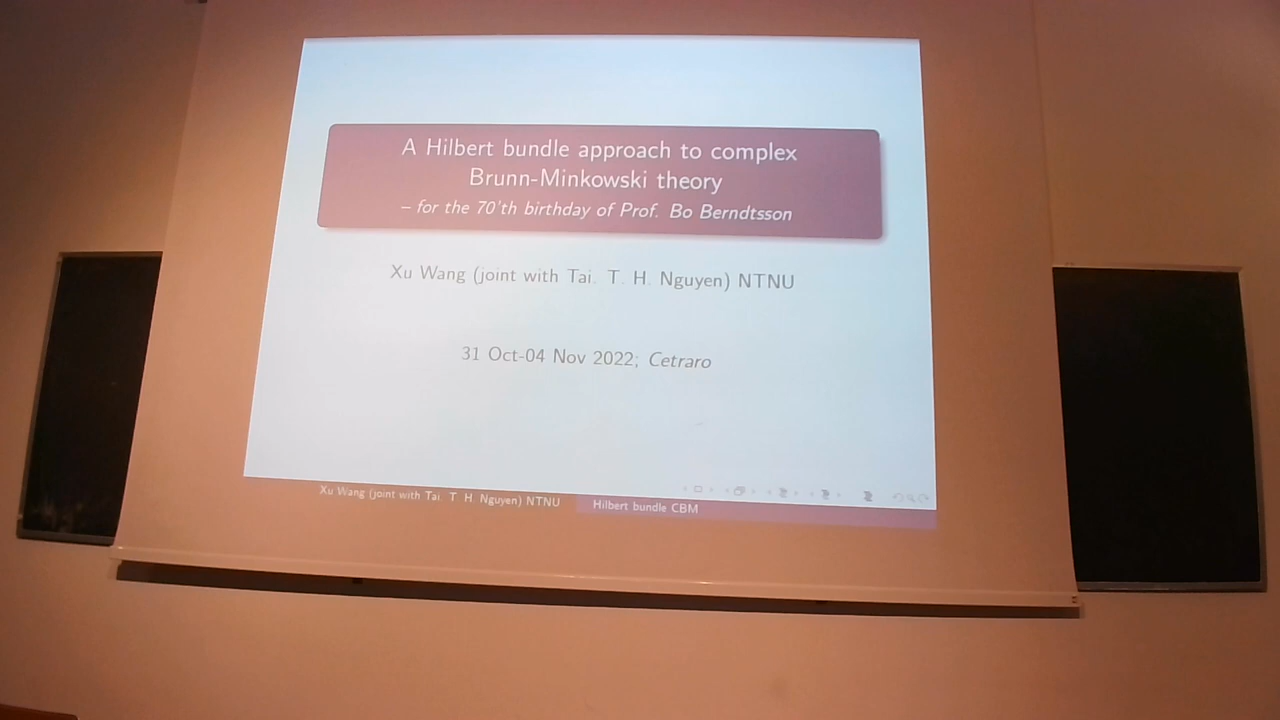 A Hilbert bundle approach to complex
Brunn-Minkowski theory
– for the 70'th birthday of Prof. Bo Berndtsson
Xu Wang (joint with Tai. T. H. Nguyen) NTNU
31 Oct-04 Nov 2022; Cetraro
Xu Wang (joint with Tai. T. H. Nguyen) NTNU
Hilbert bundle CBM